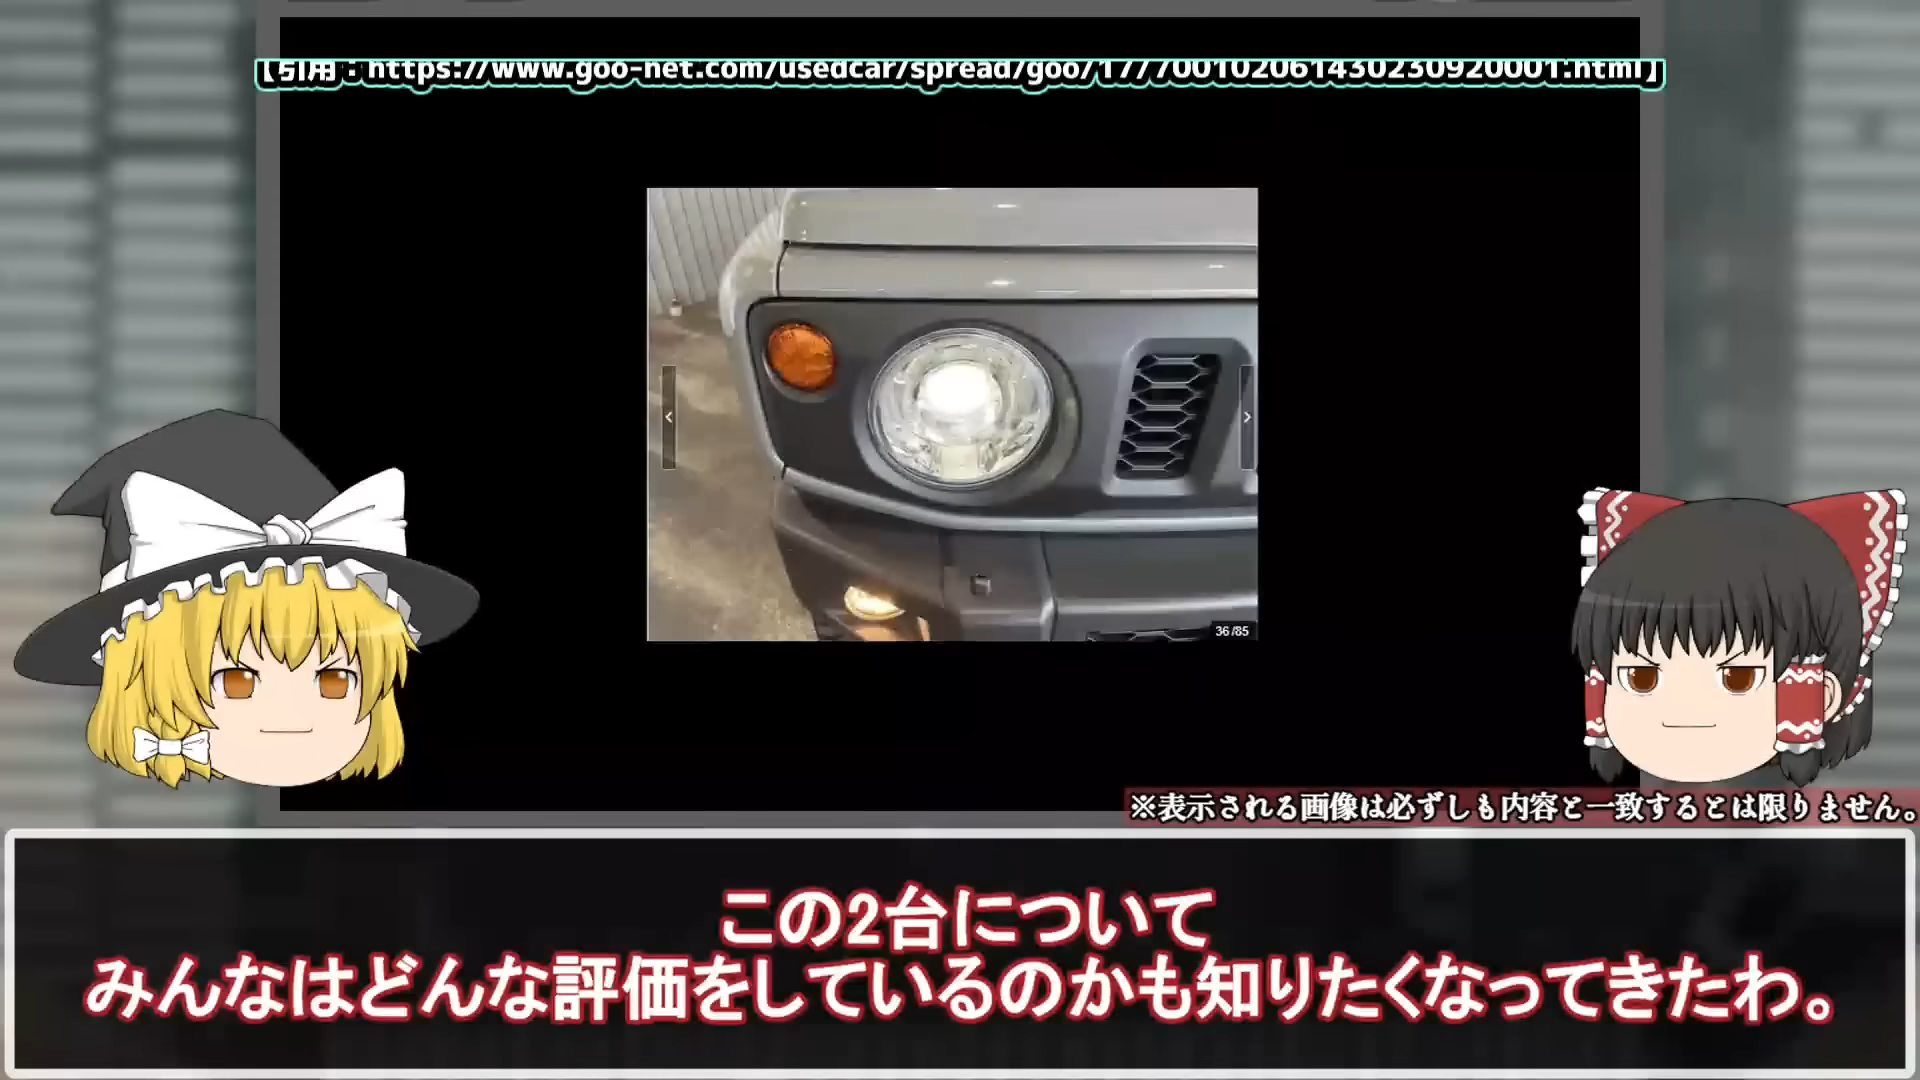 【引用：https://www.goo-net.com/usedcar/spread/goo/17/700102061430230920001.html】
36/85
※表示される画像は必ずしも内容と一致するとは限りません。
この2台について
みんなはどんな評価をしているのかも知りたくなってきたわ。